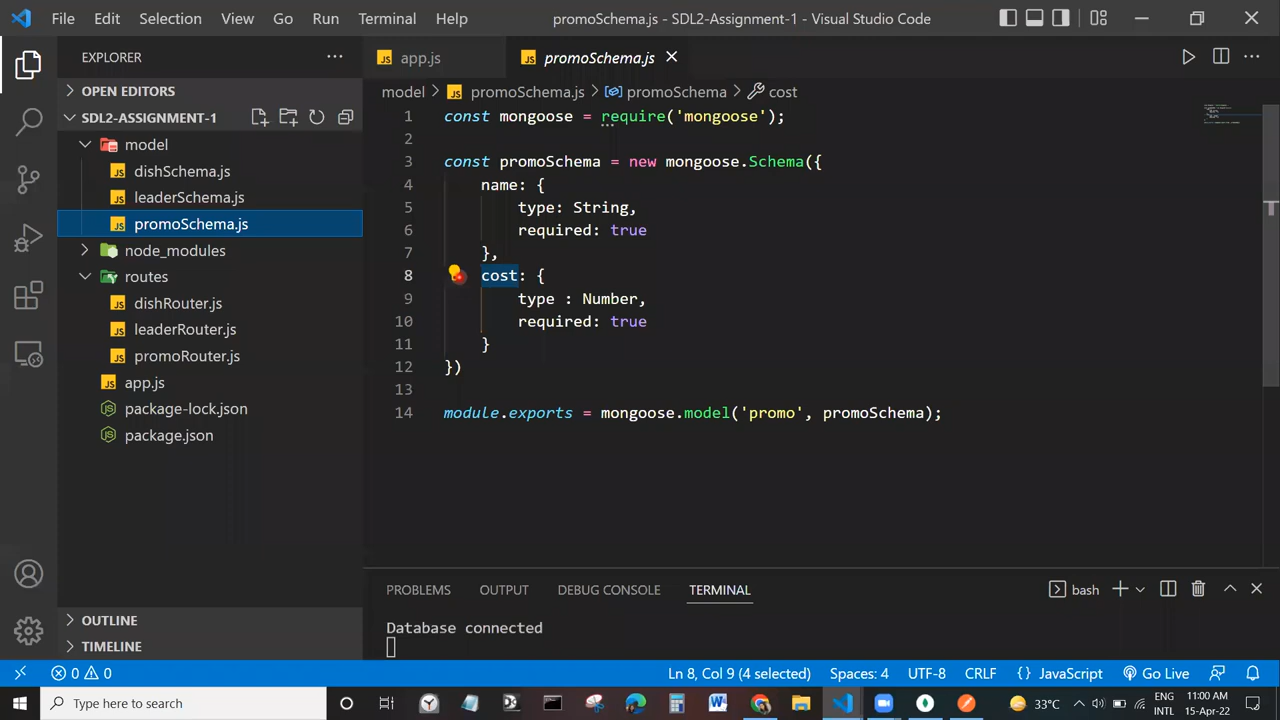 File Edit Selection View Go Run Terminal Help promoSchema.js - SDL2-Assignment-1 - Visual Studio Code
EXPLORER
OPEN EDITORS
SDL2-ASSIGNMENT-1
model
dishSchema.js
leaderSchema.js
promoSchema.js
node_modules
routes
dishRouter.js
leaderRouter.js
promoRouter.js
app.js
package-lock.json
package.json
OUTLINE
TIMELINE
JS app.js JS promoSchema.js
model > JS promoSchema.js > promoSchema > cost
1 const mongoose = require('mongoose');
2
3 const promoSchema = new mongoose.Schema({
4 name: {
5 type: String,
6 required: true
7 },
8 cost: {
9 type : Number,
10 required: true
11 }
12 })
13
14 module.exports = mongoose.model('promo', promoSchema);
PROBLEMS OUTPUT DEBUG CONSOLE TERMINAL bash
Database connected
0 0 Ln 8, Col 9 (4 selected) Spaces: 4 UTF-8 CRLF {} JavaScript Go Live
Type here to search 33°C ENG INTL 11:00 AM 15-Apr-22